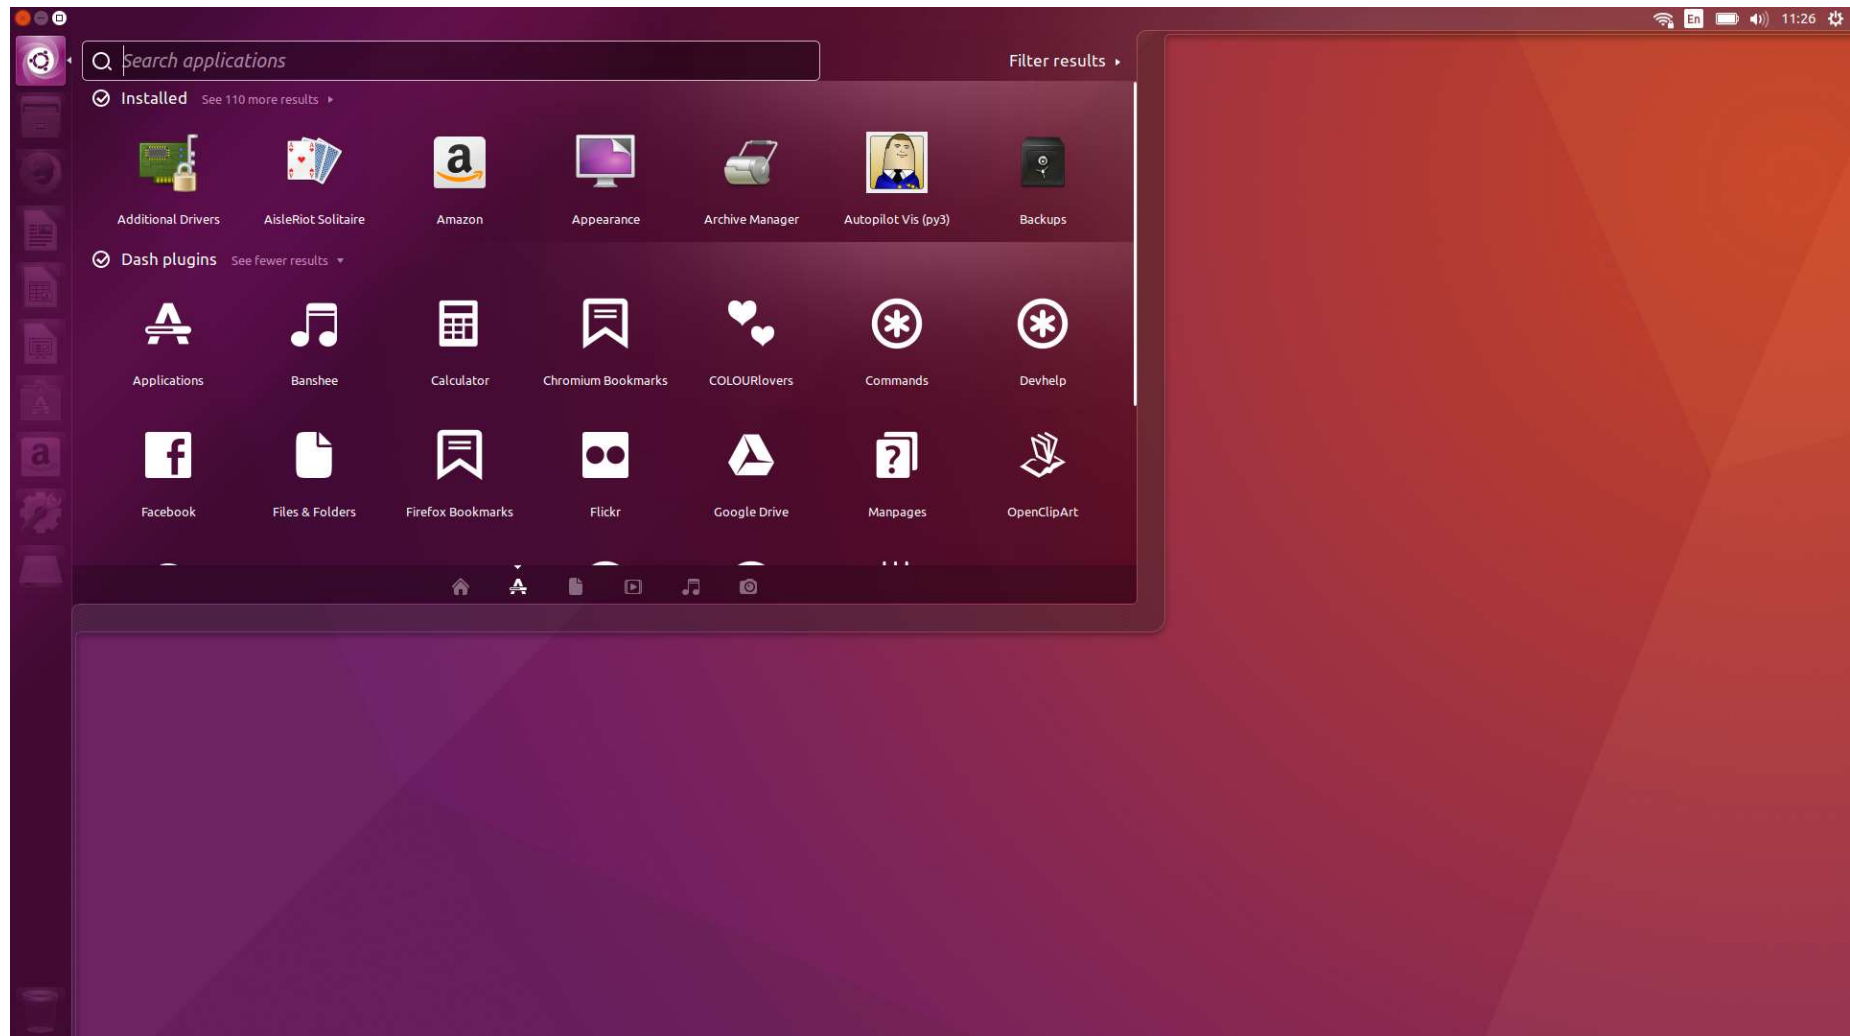 En 11:26
Search applications Filter results
Installed See 110 more results
Additional Drivers AisleRiot Solitaire Amazon Appearance Archive Manager Autopilot Vis (py3) Backups
Dash plugins See fewer results
Applications Banshee Calculator Chromium Bookmarks COLOURlovers Commands Devhelp
Facebook Files & Folders Firefox Bookmarks Flickr Google Drive Manpages OpenClipArt